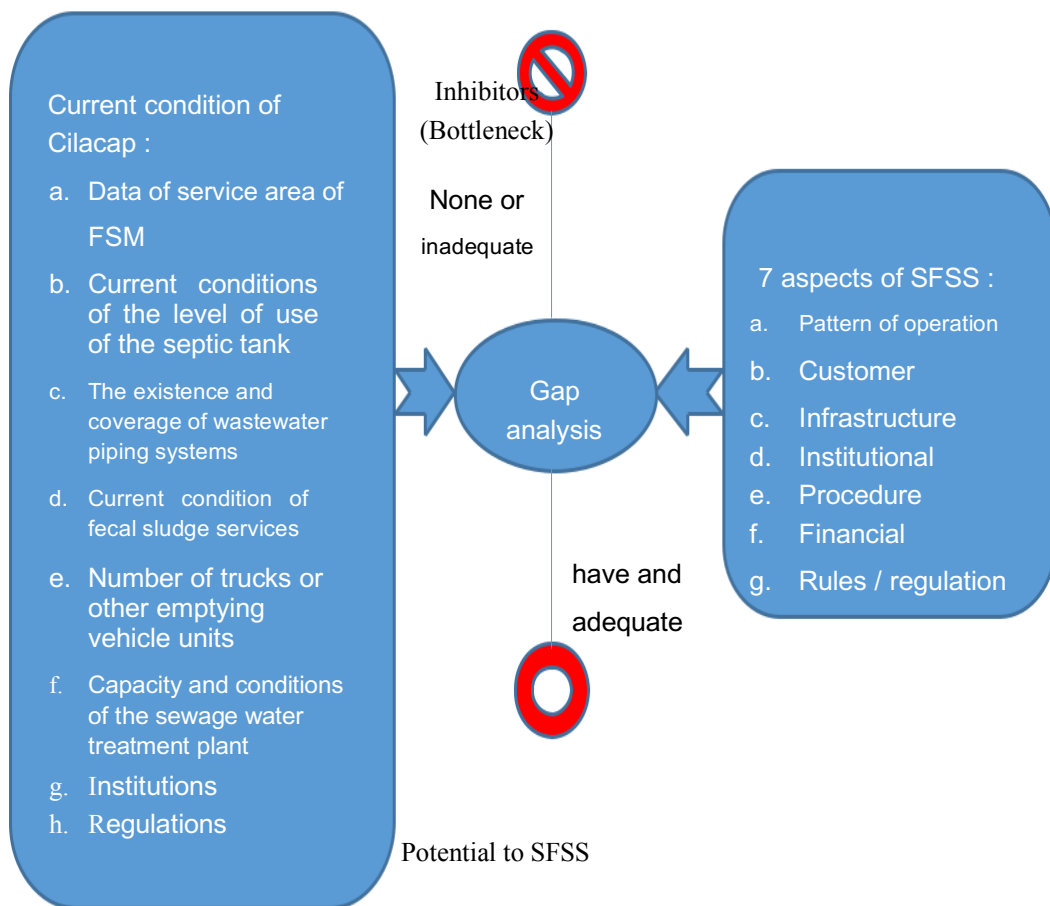 Current condition of
Cilacap :
a. Data of service area of
FSM
b. Current conditions
of the level of use
of the septic tank
c. The existence and
coverage of wastewater
piping systems
d. Current condition of
fecal sludge services
e. Number of trucks or
other emptying
vehicle units
f. Capacity and conditions
of the sewage water
treatment plant
g. Institutions
h. Regulations
Inhibitors
(Bottleneck)
None or
inadequate
Gap
analysis
have and
adequate
Potential to SFSS
7 aspects of SFSS :
a. Pattern of operation
b. Customer
c. Infrastructure
d. Institutional
e. Procedure
f. Financial
g. Rules / regulation